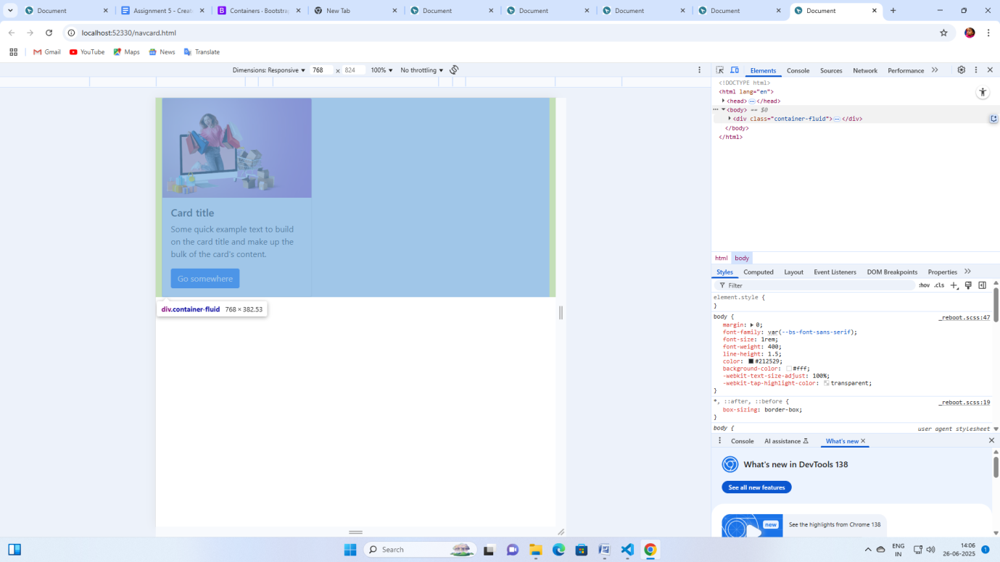 Document
Assignment 5 - Creat
Containers · Bootstrap
New Tab
Document
Document
Document
Document
Document
localhost:52330/navcard.html
Gmail
YouTube
Maps
News
Translate
Dimensions: Responsive
768
x
824
100%
No throttling
Elements
Console
Sources
Network
Performance
<!DOCTYPE html>
<html lang="en">
<head> … </head>
<body> == $0
<div class="container-fluid"> … </div>
</body>
</html>
Card title
Some quick example text to build
on the card title and make up the
bulk of the card's content.
Go somewhere
div.container-fluid 768 × 382.53
html body
Styles
Computed
Layout
Event Listeners
DOM Breakpoints
Properties
Filter
:hov .cls
element.style {
}
body {
_reboot.scss:47
margin: 0;
font-family: var(--bs-font-sans-serif);
font-size: 1rem;
font-weight: 400;
line-height: 1.5;
color: #212529;
background-color: #fff;
-webkit-text-size-adjust: 100%;
-webkit-tap-highlight-color: transparent;
}
*, ::after, ::before {
_reboot.scss:19
box-sizing: border-box;
}
body {
user agent stylesheet
Console
AI assistance
What's new
What's new in DevTools 138
See all new features
new
See the highlights from Chrome 138
Search
ENG
IN
14:06
26-06-2025
1